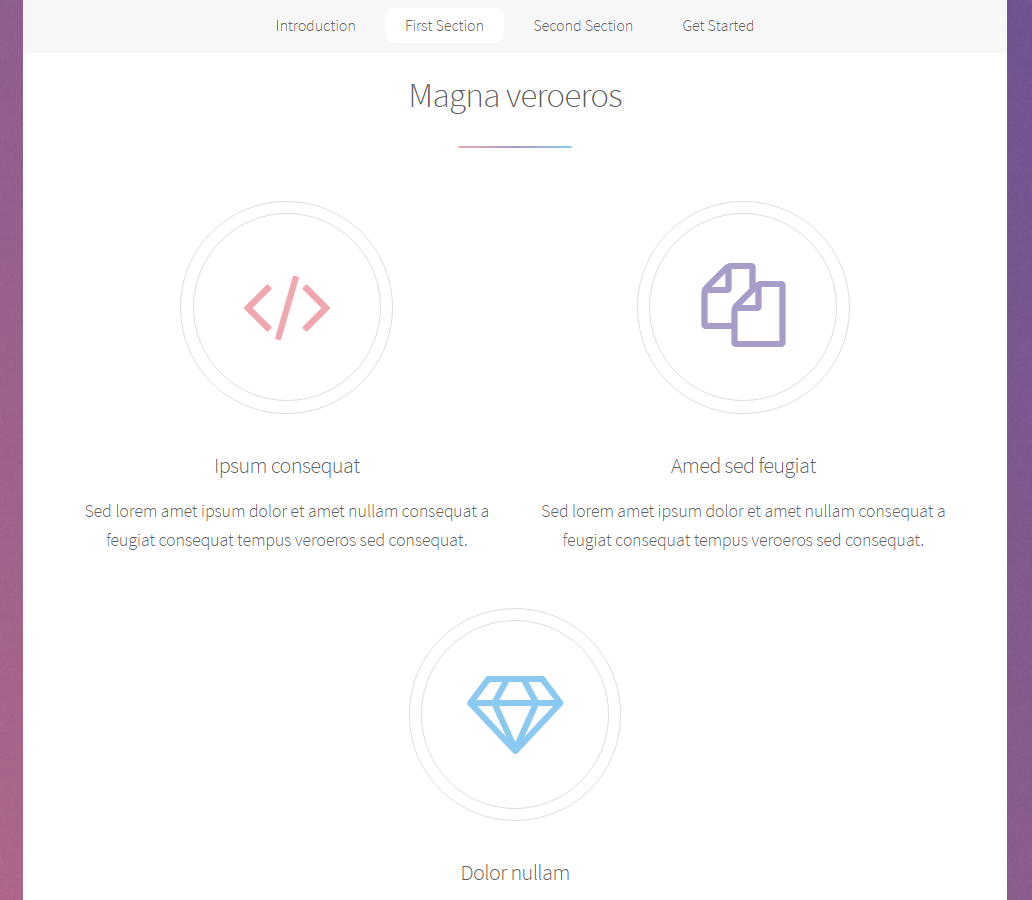 Introduction
First Section
Second Section
Get Started
Magna veroeros
Ipsum consequat
Sed lorem amet ipsum dolor et amet nullam consequat a
feugiat consequat tempus veroeros sed consequat.
Amed sed feugiat
Sed lorem amet ipsum dolor et amet nullam consequat a
feugiat consequat tempus veroeros sed consequat.
Dolor nullam